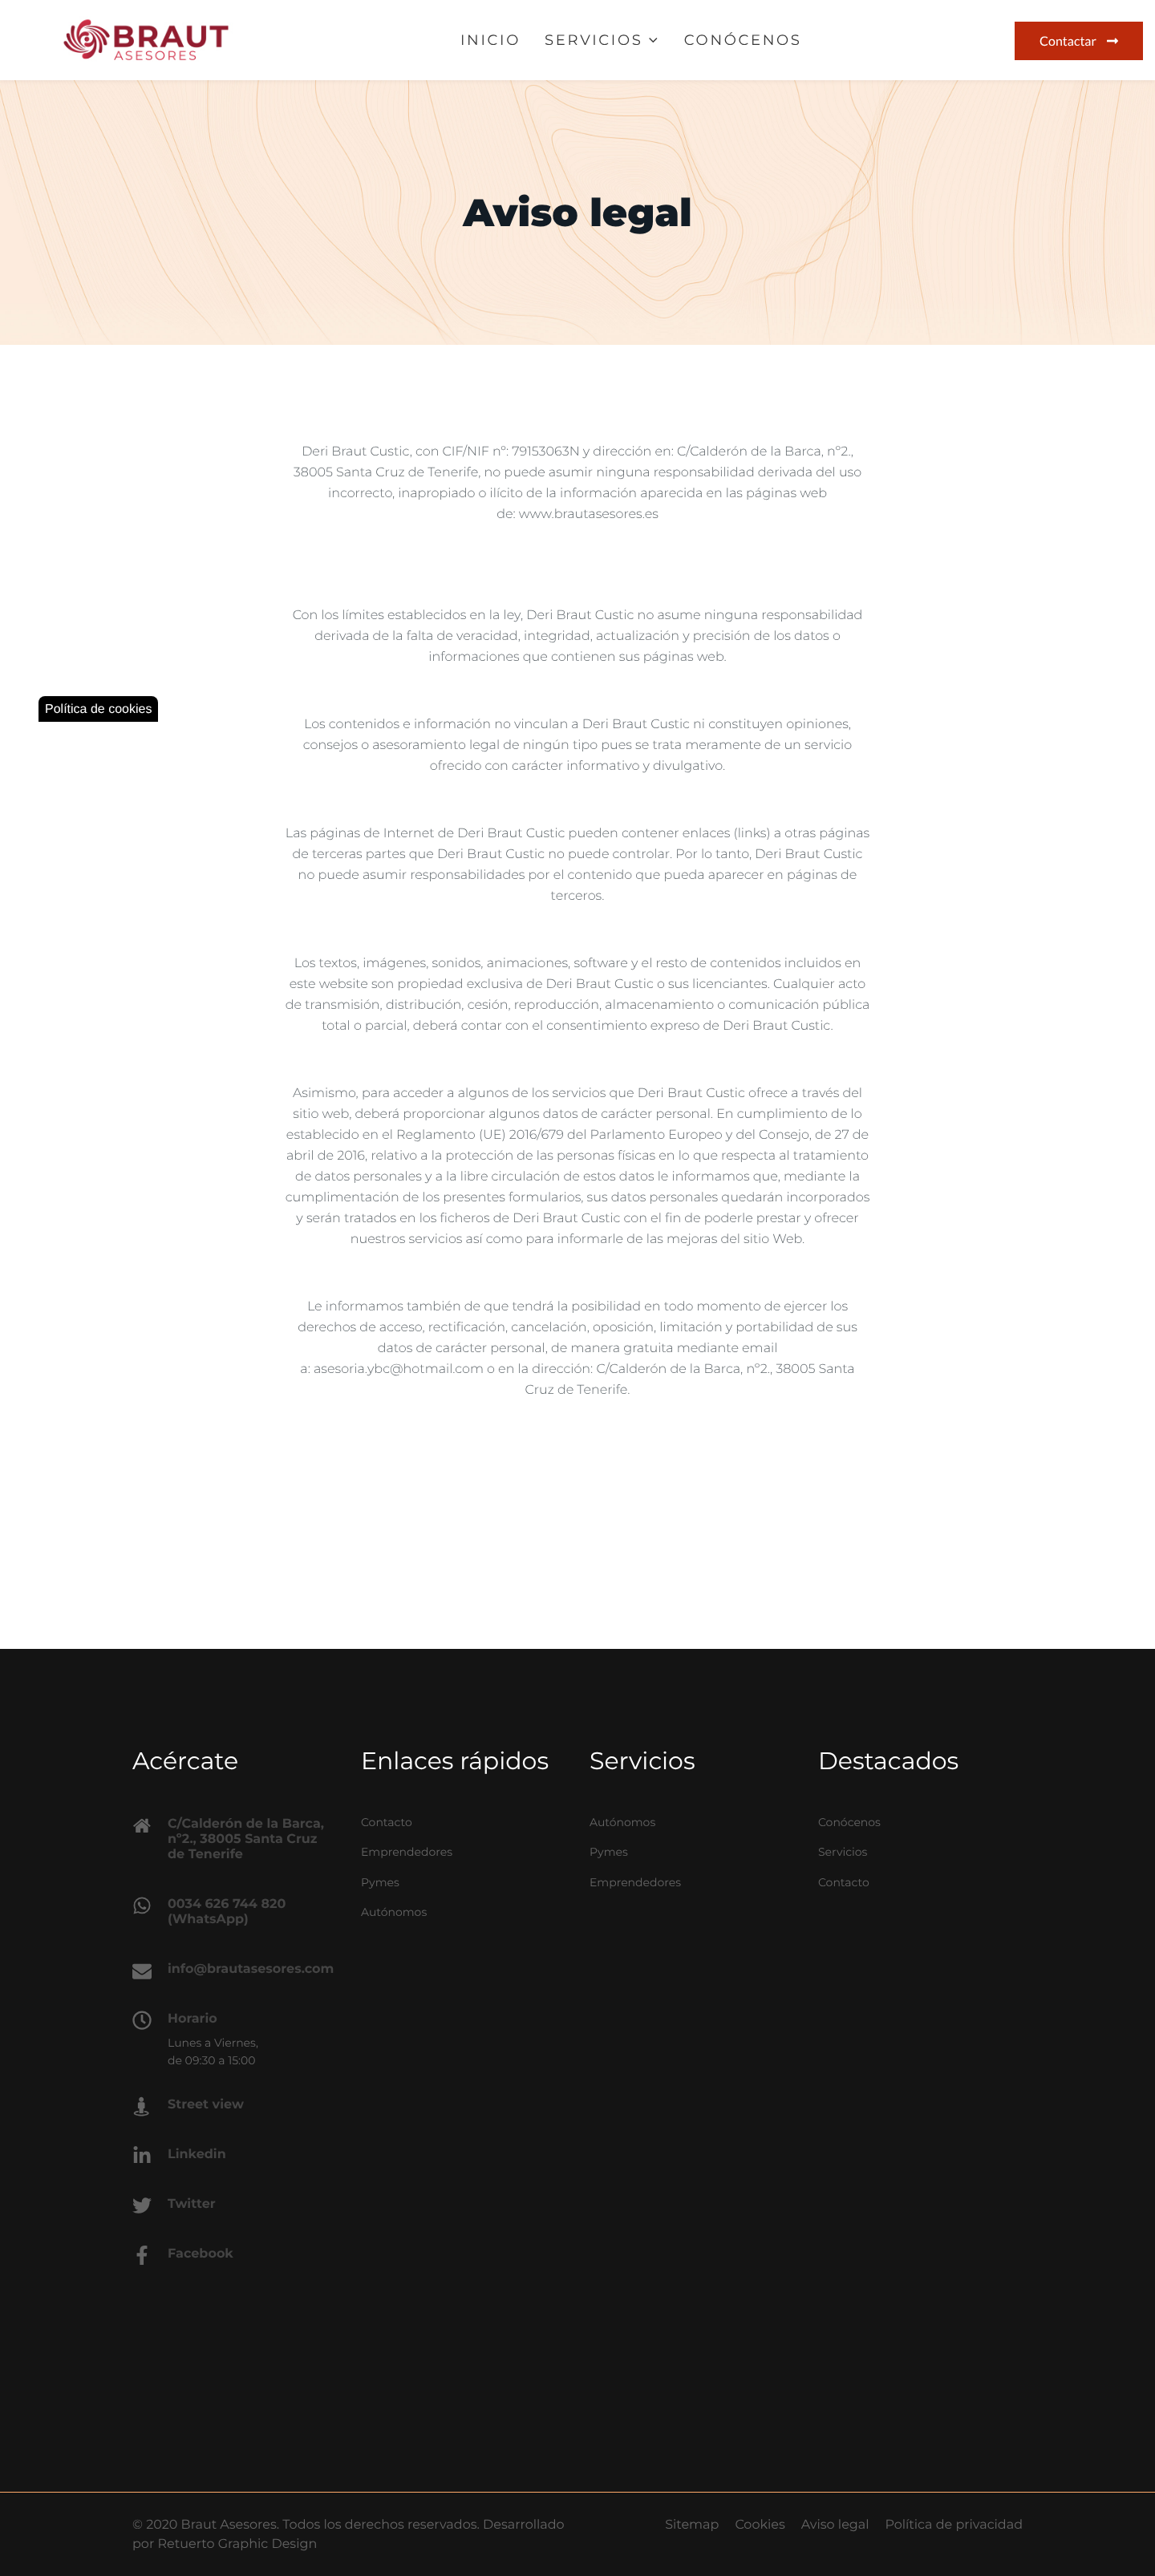 BRAUT
ASESORES
INICIO
SERVICIOS
CONÓCENOS
Contactar
Aviso legal
Deri Braut Custic, con CIF/NIF nº: 79153063N y dirección en: C/Calderón de la Barca, nº2.,
38005 Santa Cruz de Tenerife, no puede asumir ninguna responsabilidad derivada del uso
incorrecto, inapropiado o ilícito de la información aparecida en las páginas web
de: www.brautasesores.es
Con los límites establecidos en la ley, Deri Braut Custic no asume ninguna responsabilidad
derivada de la falta de veracidad, integridad, actualización y precisión de los datos o
informaciones que contienen sus páginas web.
Política de cookies
Los contenidos e información no vinculan a Deri Braut Custic ni constituyen opiniones,
consejos o asesoramiento legal de ningún tipo pues se trata meramente de un servicio
ofrecido con carácter informativo y divulgativo.
Las páginas de Internet de Deri Braut Custic pueden contener enlaces (links) a otras páginas
de terceras partes que Deri Braut Custic no puede controlar. Por lo tanto, Deri Braut Custic
no puede asumir responsabilidades por el contenido que pueda aparecer en páginas de
terceros.
Los textos, imágenes, sonidos, animaciones, software y el resto de contenidos incluidos en
este website son propiedad exclusiva de Deri Braut Custic o sus licenciantes. Cualquier acto
de transmisión, distribución, cesión, reproducción, almacenamiento o comunicación pública
total o parcial, deberá contar con el consentimiento expreso de Deri Braut Custic.
Asimismo, para acceder a algunos de los servicios que Deri Braut Custic ofrece a través del
sitio web, deberá proporcionar algunos datos de carácter personal. En cumplimiento de lo
establecido en el Reglamento (UE) 2016/679 del Parlamento Europeo y del Consejo, de 27 de
abril de 2016, relativo a la protección de las personas físicas en lo que respecta al tratamiento
de datos personales y a la libre circulación de estos datos le informamos que, mediante la
cumplimentación de los presentes formularios, sus datos personales quedarán incorporados
y serán tratados en los ficheros de Deri Braut Custic con el fin de poderle prestar y ofrecer
nuestros servicios así como para informarle de las mejoras del sitio Web.
Le informamos también de que tendrá la posibilidad en todo momento de ejercer los
derechos de acceso, rectificación, cancelación, oposición, limitación y portabilidad de sus
datos de carácter personal, de manera gratuita mediante email
a: asesoria.ybc@hotmail.com o en la dirección: C/Calderón de la Barca, nº2., 38005 Santa
Cruz de Tenerife.
Acércate
C/Calderón de la Barca,
nº2., 38005 Santa Cruz
de Tenerife
0034 626 744 820
(WhatsApp)
info@brautasesores.com
Horario
Lunes a Viernes,
de 09:30 a 15:00
Street view
Linkedin
Twitter
Facebook
Enlaces rápidos
Contacto
Emprendedores
Pymes
Autónomos
Servicios
Autónomos
Pymes
Emprendedores
Destacados
Conócenos
Servicios
Contacto
© 2020 Braut Asesores. Todos los derechos reservados. Desarrollado
por Retuerto Graphic Design
Sitemap
Cookies
Aviso legal
Política de privacidad